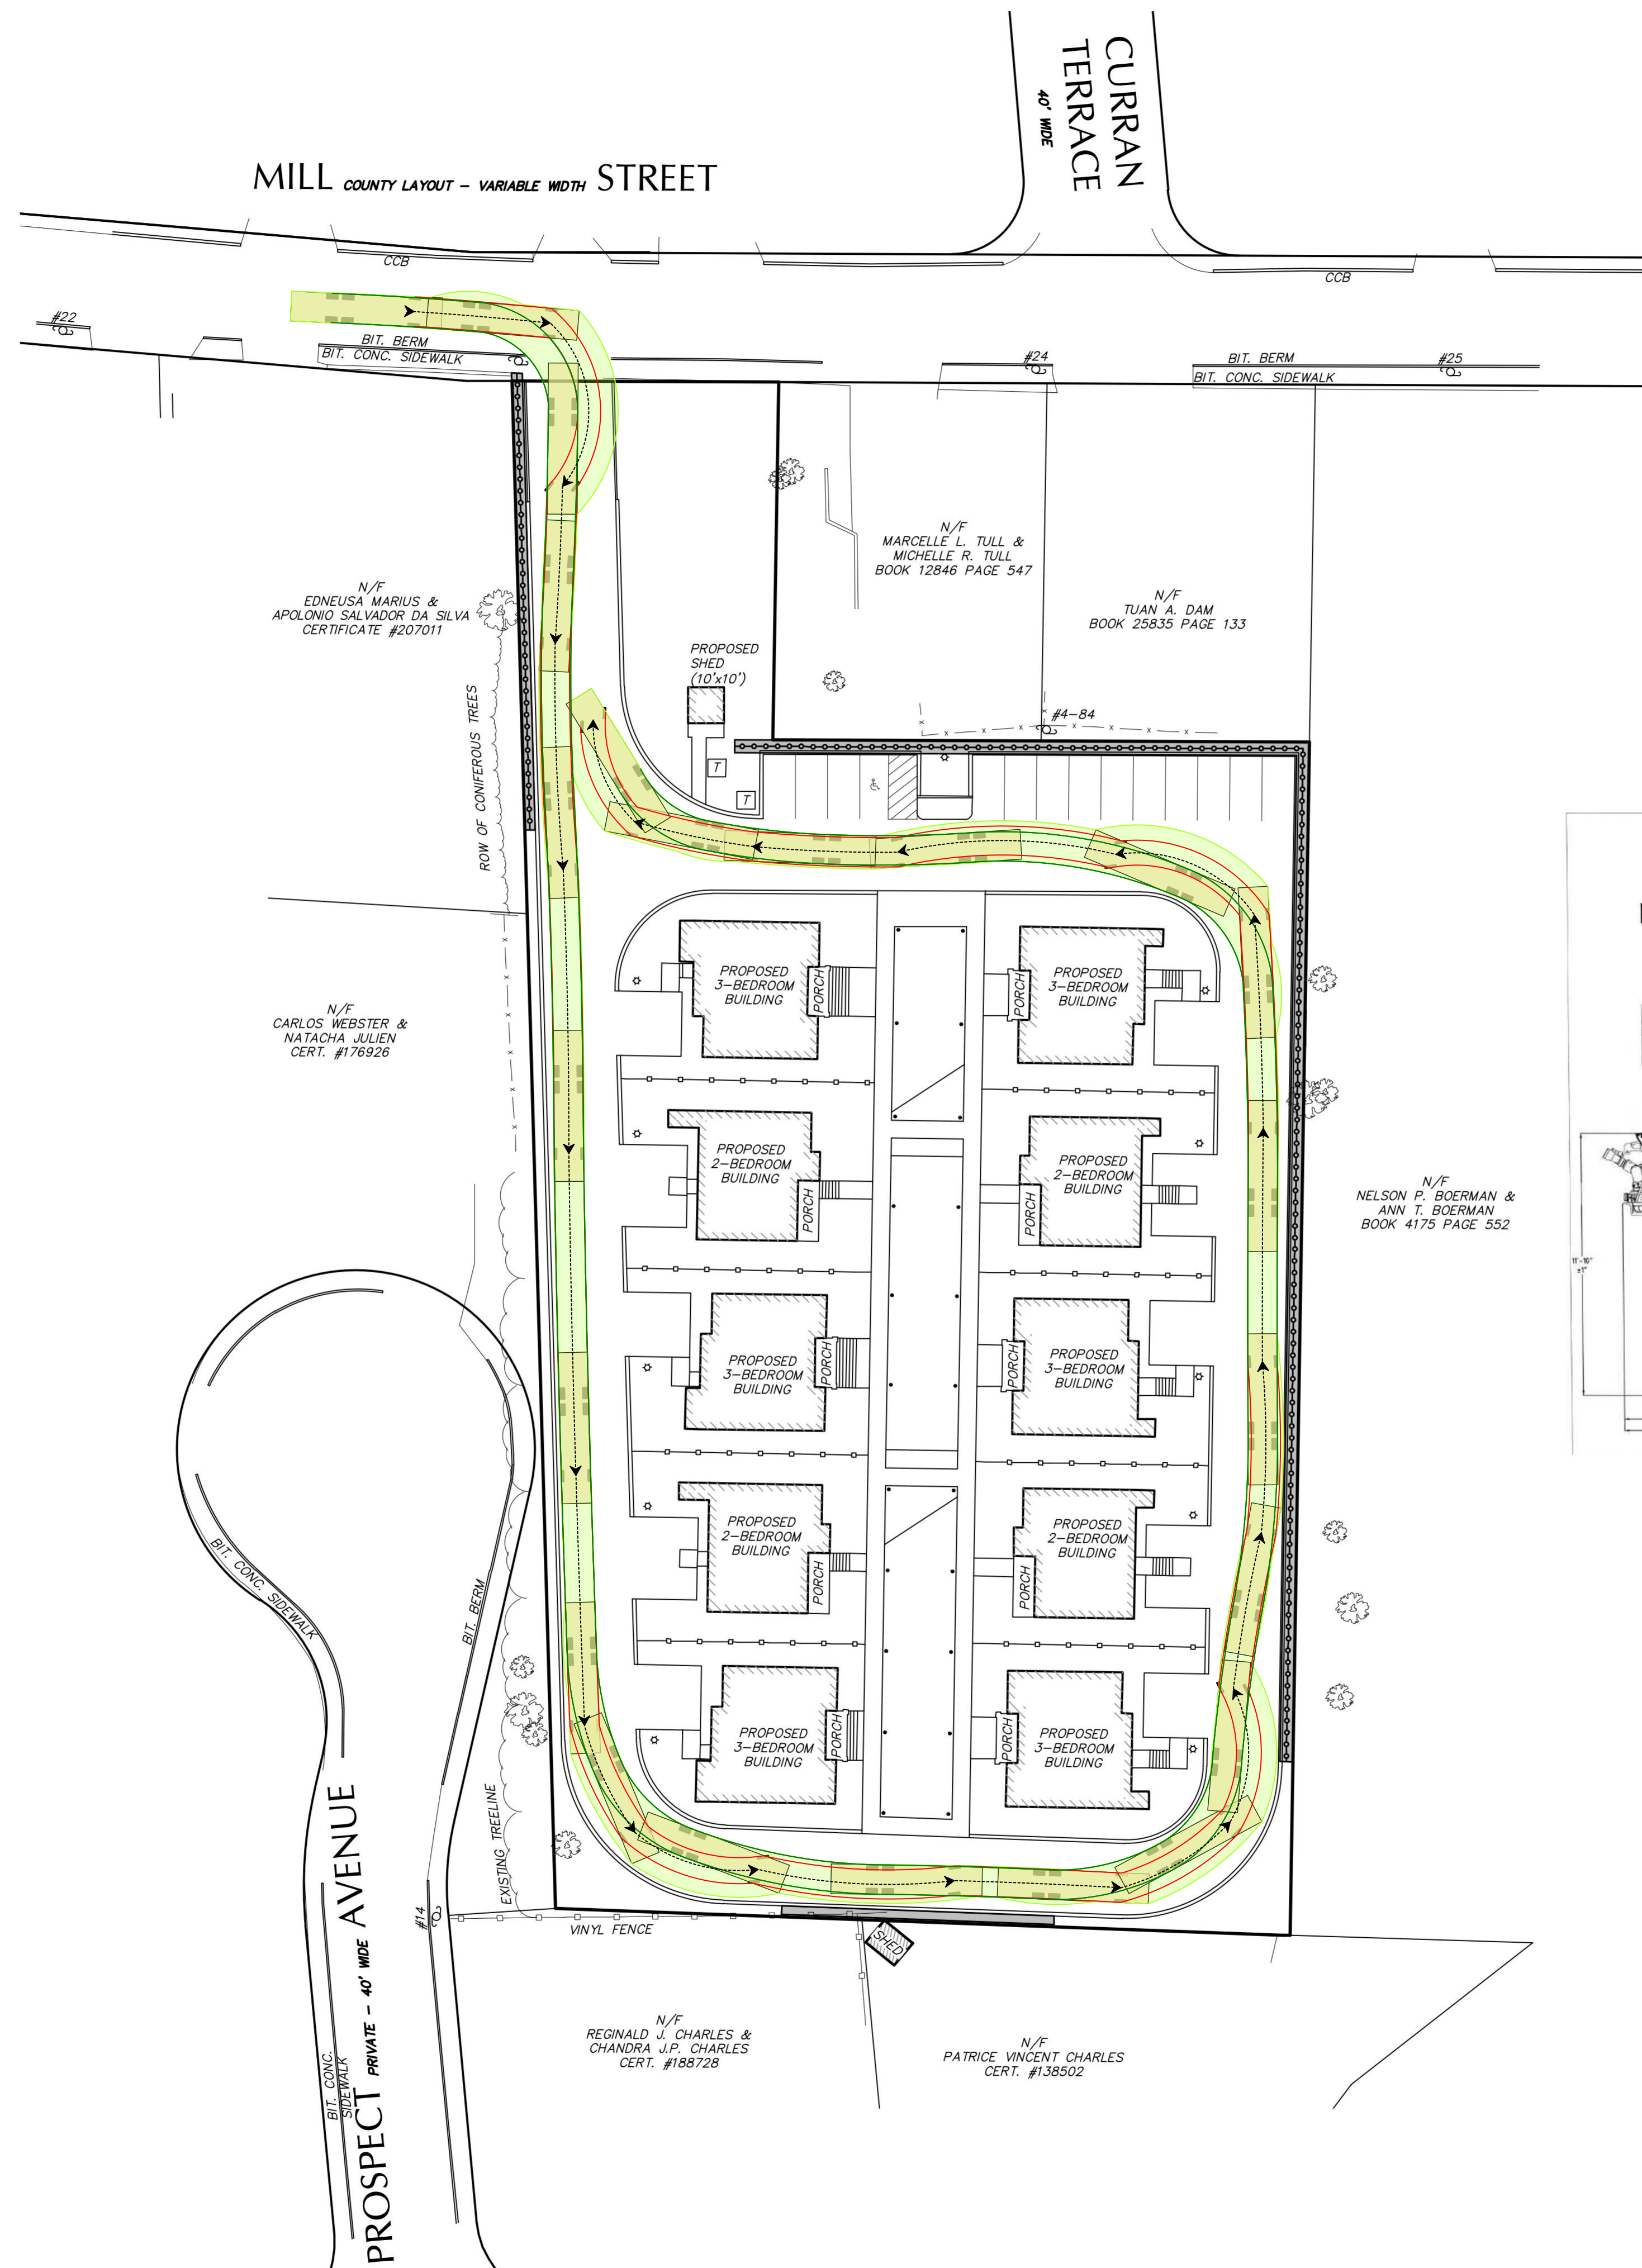 CURRAN
TERRACE
40' WIDE
MILL COUNTY LAYOUT – VARIABLE WIDTH STREET
CCB
CCB
#22
BIT. BERM
BIT. CONC. SIDEWALK
#24
BIT. BERM
#25
BIT. CONC. SIDEWALK
N/F
MARCELLE L. TULL &
MICHELLE R. TULL
BOOK 12846 PAGE 547
N/F
EDNEUSA MARIUS &
APOLONIO SALVADOR DA SILVA
CERTIFICATE #207011
N/F
TUAN A. DAM
BOOK 25835 PAGE 133
PROPOSED
SHED
(10'x10')
ROW OF CONIFEROUS TREES
#4-84
T
T
N/F
CARLOS WEBSTER &
NATACHA JULIEN
CERT. #176926
PROPOSED
3-BEDROOM
BUILDING
PORCH
PORCH
PROPOSED
3-BEDROOM
BUILDING
PROPOSED
2-BEDROOM
BUILDING
PORCH
PORCH
PROPOSED
2-BEDROOM
BUILDING
N/F
NELSON P. BOERMAN &
ANN T. BOERMAN
BOOK 4175 PAGE 552
11'-10"
±1"
PROPOSED
3-BEDROOM
BUILDING
PORCH
PORCH
PROPOSED
3-BEDROOM
BUILDING
PROPOSED
2-BEDROOM
BUILDING
PORCH
PORCH
PROPOSED
2-BEDROOM
BUILDING
BIT. CONC. SIDEWALK
BIT. BERM
PROPOSED
3-BEDROOM
BUILDING
PORCH
PORCH
PROPOSED
3-BEDROOM
BUILDING
EXISTING TREELINE
#14
VINYL FENCE
SHED
PROSPECT PRIVATE – 40' WIDE AVENUE
BIT. CONC.
SIDEWALK
N/F
REGINALD J. CHARLES &
CHANDRA J.P. CHARLES
CERT. #188728
N/F
PATRICE VINCENT CHARLES
CERT. #138502